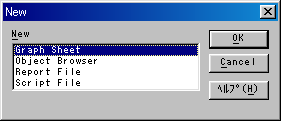 New
New
Graph Sheet
Object Browser
Report File
Script File
OK
Cancel
ﾍﾙﾌﾟ(H)